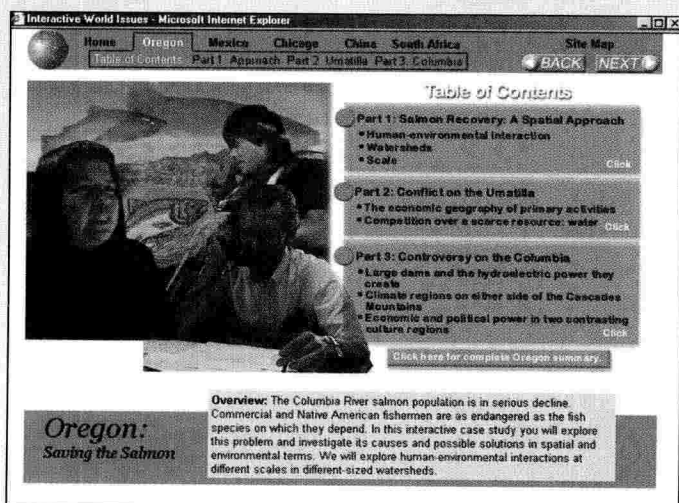 Interactive World Issues - Microsoft Internet Explorer
Home Oregon Mexico Chicago China South Africa Site Map
Table of Contents Part 1 Approach Part 2 Umatilla Part 3 Columbia BACK NEXT
Table of Contents
Part 1: Salmon Recovery: A Spatial Approach
• Human-environmental Interaction
• Watersheds
• Scale
Click
Part 2: Conflict on the Umatilla
• The economic geography of primary activities
• Competition over a scarce resource: water
Click
Part 3: Controversy on the Columbia
• Large dams and the hydroelectric power they
create
• Climate regions on either side of the Cascades
Mountains
• Economic and political power in two contrasting
culture regions
Click
Click here for complete Oregon summary.
Oregon:
Saving the Salmon
Overview: The Columbia River salmon population is in serious decline.
Commercial and Native American fishermen are as endangered as the fish
species on which they depend. In this interactive case study you will explore
this problem and investigate its causes and possible solutions in spatial and
environmental terms. We will explore human-environmental interactions at
different scales in different-sized watersheds.